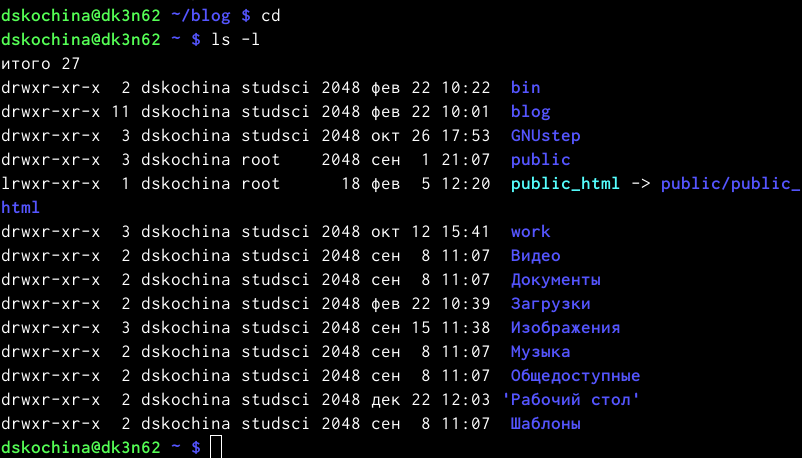 dskochina@dk3n62 ~/blog $ cd
dskochina@dk3n62 ~ $ ls -l
итого 27
drwxr-xr-x  2 dskochina studsci 2048 фев 22 10:22  bin
drwxr-xr-x 11 dskochina studsci 2048 фев 22 10:01  blog
drwxr-xr-x  3 dskochina studsci 2048 окт 26 17:53  GNUstep
drwxr-xr-x  3 dskochina root    2048 сен  1 21:07  public
lrwxr-xr-x  1 dskochina root      18 фев  5 12:20  public_html -> public/public_
html
drwxr-xr-x  3 dskochina studsci 2048 окт 12 15:41  work
drwxr-xr-x  2 dskochina studsci 2048 сен  8 11:07  Видео
drwxr-xr-x  2 dskochina studsci 2048 сен  8 11:07  Документы
drwxr-xr-x  2 dskochina studsci 2048 фев 22 10:39  Загрузки
drwxr-xr-x  3 dskochina studsci 2048 сен 15 11:38  Изображения
drwxr-xr-x  2 dskochina studsci 2048 сен  8 11:07  Музыка
drwxr-xr-x  2 dskochina studsci 2048 сен  8 11:07  Общедоступные
drwxr-xr-x  2 dskochina studsci 2048 дек 22 12:03 'Рабочий стол'
drwxr-xr-x  2 dskochina studsci 2048 сен  8 11:07  Шаблоны
dskochina@dk3n62 ~ $